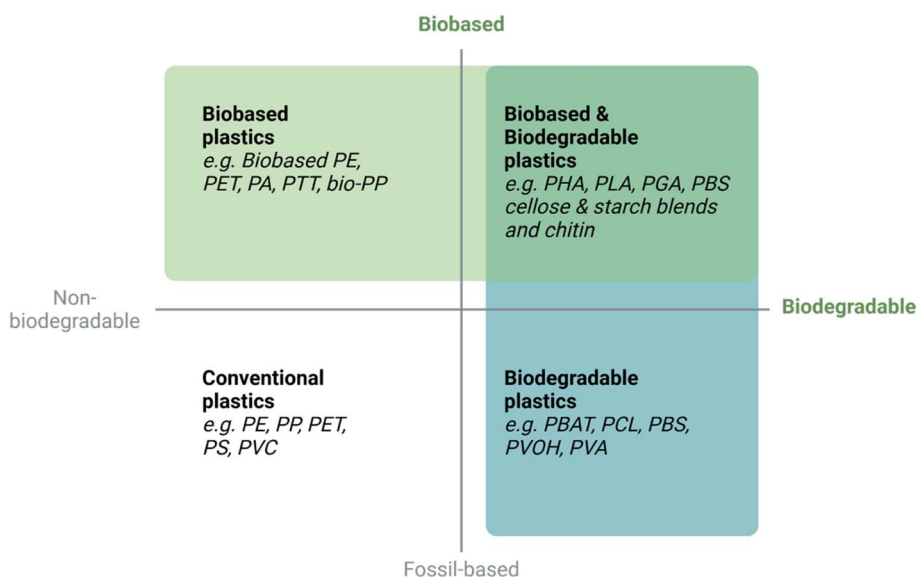 Biobased
Biobased
plastics
e.g. Biobased PE,
PET, PA, PTT, bio-PP
Biobased &
Biodegradable
plastics
e.g. PHA, PLA, PGA, PBS
cellose & starch blends
and chitin
Non-
biodegradable
Biodegradable
Conventional
plastics
e.g. PE, PP, PET,
PS, PVC
Biodegradable
plastics
e.g. PBAT, PCL, PBS,
PVOH, PVA
Fossil-based